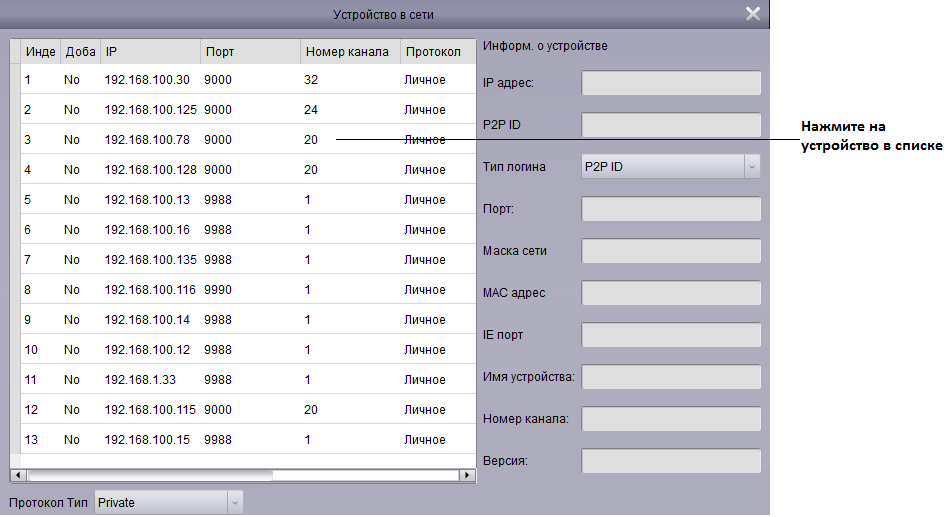 Устройство в сети
Инде Доба IP Порт Номер канала Протокол
1 No 192.168.100.30 9000 32 Личное
2 No 192.168.100.125 9000 24 Личное
3 No 192.168.100.78 9000 20 Личное
4 No 192.168.100.128 9000 20 Личное
5 No 192.168.100.13 9988 1 Личное
6 No 192.168.100.16 9988 1 Личное
7 No 192.168.100.135 9988 1 Личное
8 No 192.168.100.116 9990 1 Личное
9 No 192.168.100.14 9988 1 Личное
10 No 192.168.100.12 9988 1 Личное
11 No 192.168.1.33 9988 1 Личное
12 No 192.168.100.115 9000 20 Личное
13 No 192.168.100.15 9988 1 Личное
Протокол Тип Private
Информ. о устройстве
IP адрес:
P2P ID
Тип логина P2P ID
Порт:
Маска сети
MAC адрес
IE порт
Имя устройства:
Номер канала:
Версия:
Нажмите на
устройство в списке